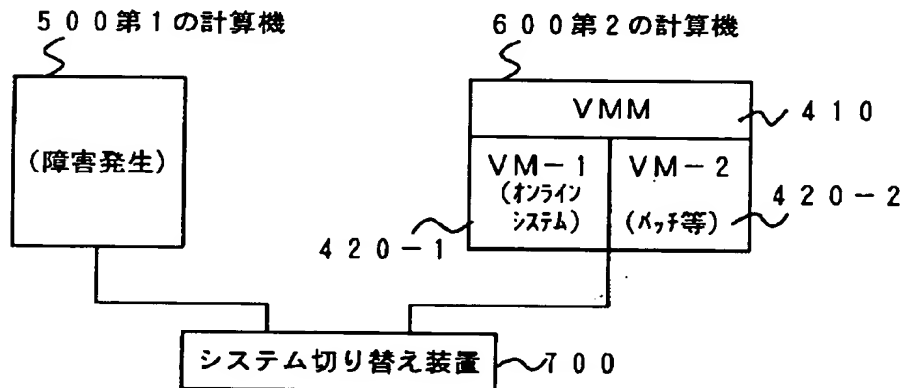 500第1の計算機
600第2の計算機
VMM
410
(障害発生)
VM-1
(オンライン
システム)
VM-2
(バッチ等)
420-1
420-2
システム切り替え装置
700